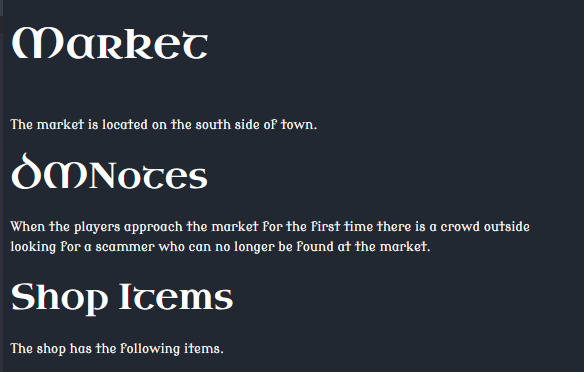 Market
The market is located on the south side of town.
DMNotes
When the players approach the market for the first time there is a crowd outside
looking for a scammer who can no longer be found at the market.
Shop Items
The shop has the following items.